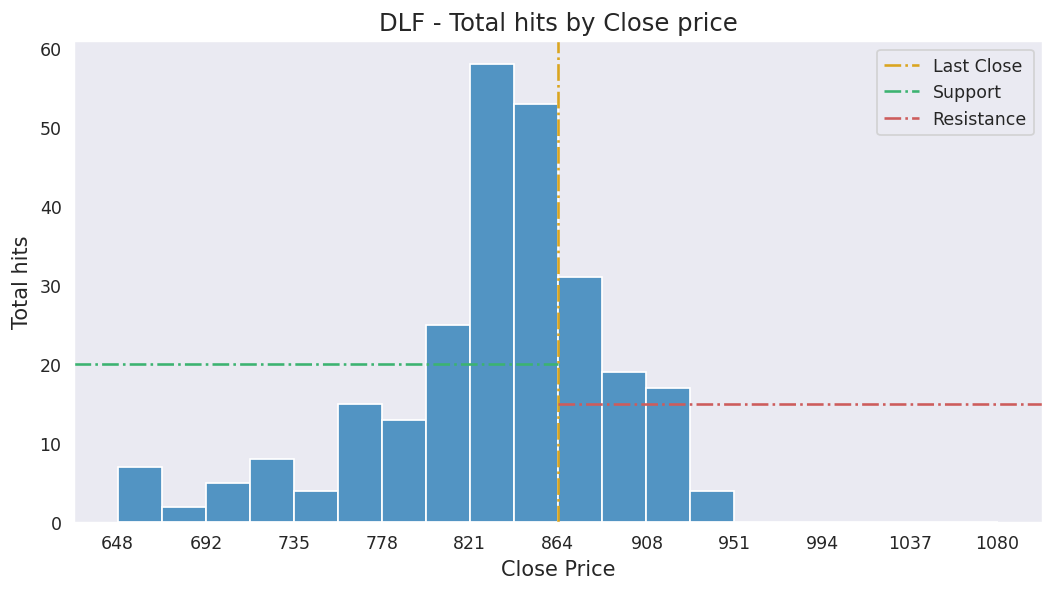 DLF - Total hits by Close price
Last Close
Support
Resistance
Total hits
60
50
40
30
20
10
0
648 692 735 778 821 864 908 951 994 1037 1080
Close Price